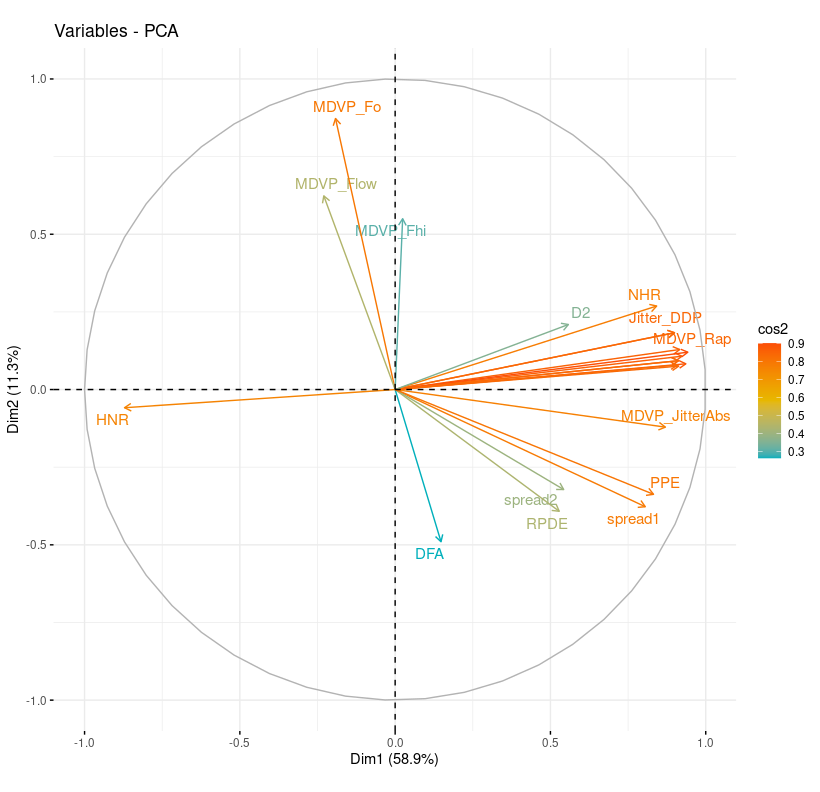 Variables - PCA
1.0
MDVP_Fo
MDVP_Flow
0.5
MDVP_Fhi
NHR
D2
Jitter_DDP
MDVP_Rap
cos2
0.9
0.8
0.7
0.6
0.5
0.4
0.3
Dim2 (11.3%)
0.0
HNR
MDVP_JitterAbs
PPE
spread2
spread1
RPDE
-0.5
DFA
-1.0
-1.0
-0.5
0.0
0.5
1.0
Dim1 (58.9%)